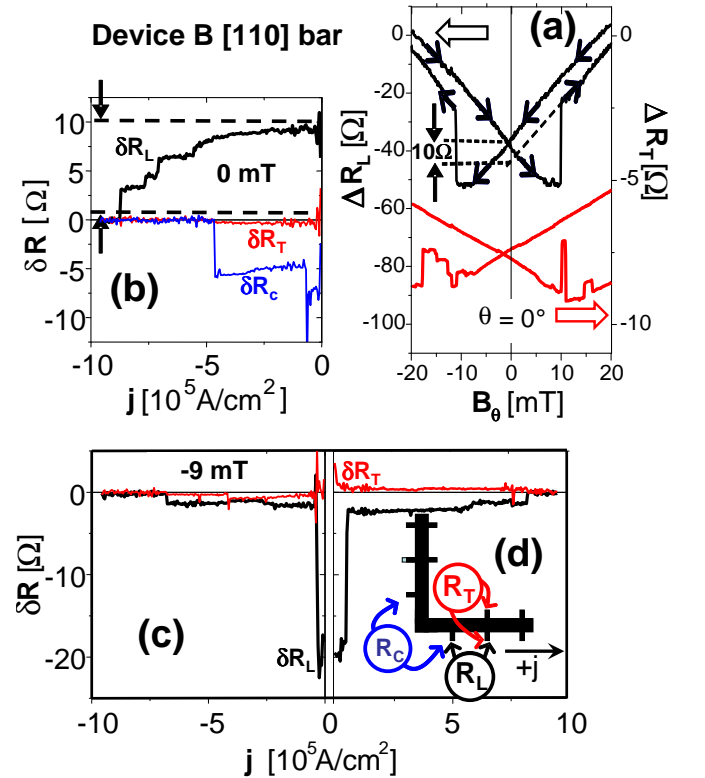 Device B [110] bar
(a)
0
-20
-40
-60
-80
-100
ΔR_L [Ω]
10Ω
0
-5
-10
ΔR_T [Ω]
θ = 0°
-20 -10 0 10 20
B_θ [mT]
10
5
0
-5
-10
δR [Ω]
δR_L
0 mT
δR_T
δR_c
(b)
-10 -5 0
j [10^5A/cm^2]
-9 mT
δR_T
0
-10
-20
δR [Ω]
(c)
δR_L
(d)
R_T
R_C
R_L
+j
-10 -5 0 5 10
j [10^5A/cm^2]